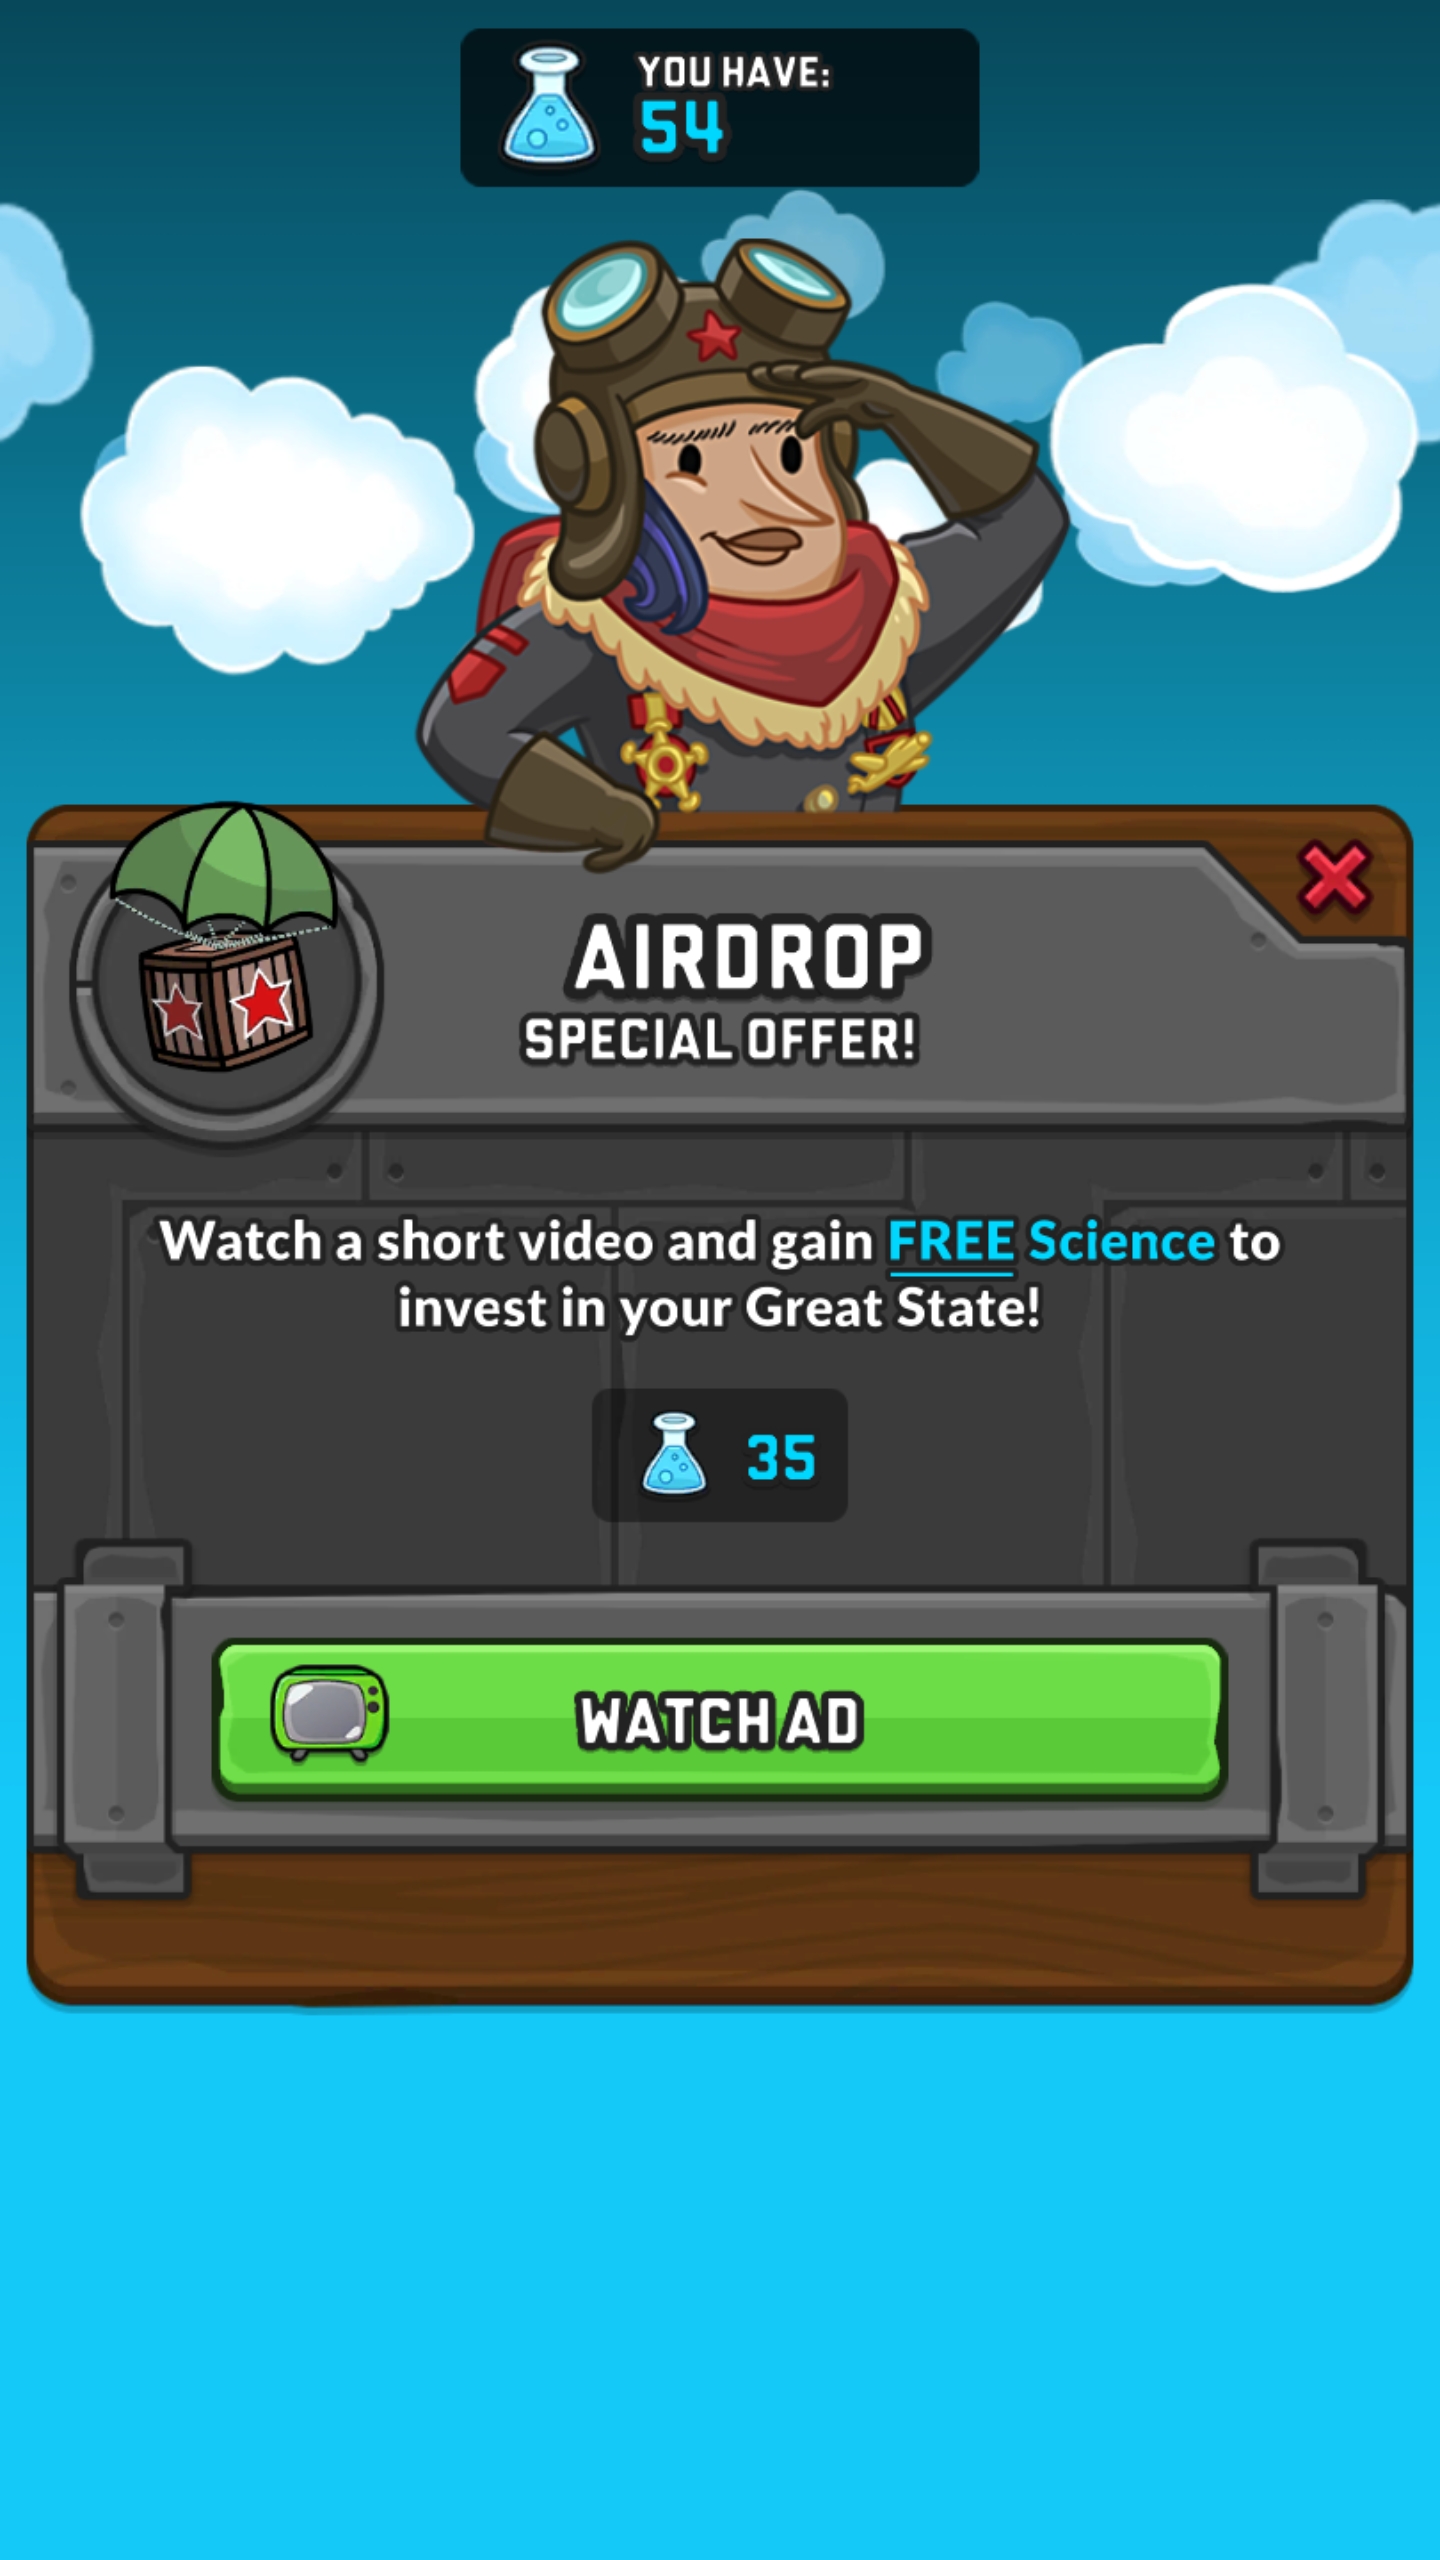 YOU HAVE:
54
AIRDROP
SPECIAL OFFER!
Watch a short video and gain FREE Science to
invest in your Great State!
35
WATCH AD